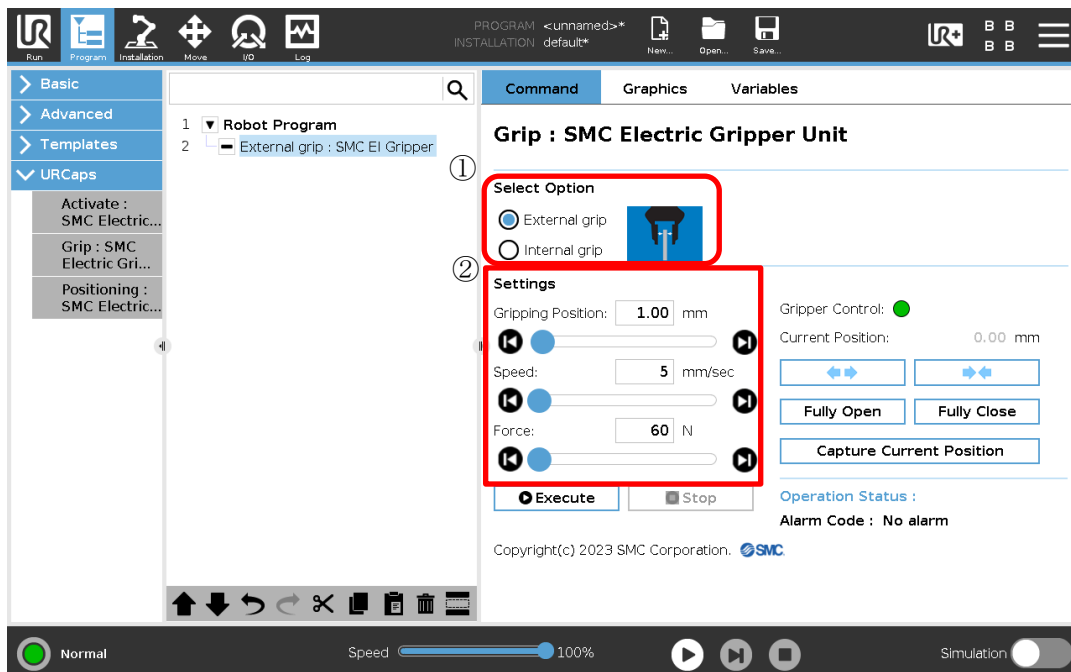 PROGRAM <unnamed>*
INSTALLATION default*
UR
Run
Program
Installation
Move
I/O
Log
New...
Open...
Save...
UR+
B B
B B
Basic
Advanced
Templates
URCaps
Activate :
SMC Electric...
Grip : SMC
Electric Gri...
Positioning :
SMC Electric...
1 Robot Program
2 External grip : SMC El Gripper
Command Graphics Variables
Grip : SMC Electric Gripper Unit
①
Select Option
External grip
Internal grip
②
Settings
Gripping Position: 1.00 mm
Speed: 5 mm/sec
Force: 60 N
Execute Stop
Gripper Control:
Current Position: 0.00 mm
Fully Open Fully Close
Capture Current Position
Operation Status :
Alarm Code : No alarm
Copyright(c) 2023 SMC Corporation. SMC.
Normal
Speed 100%
Simulation